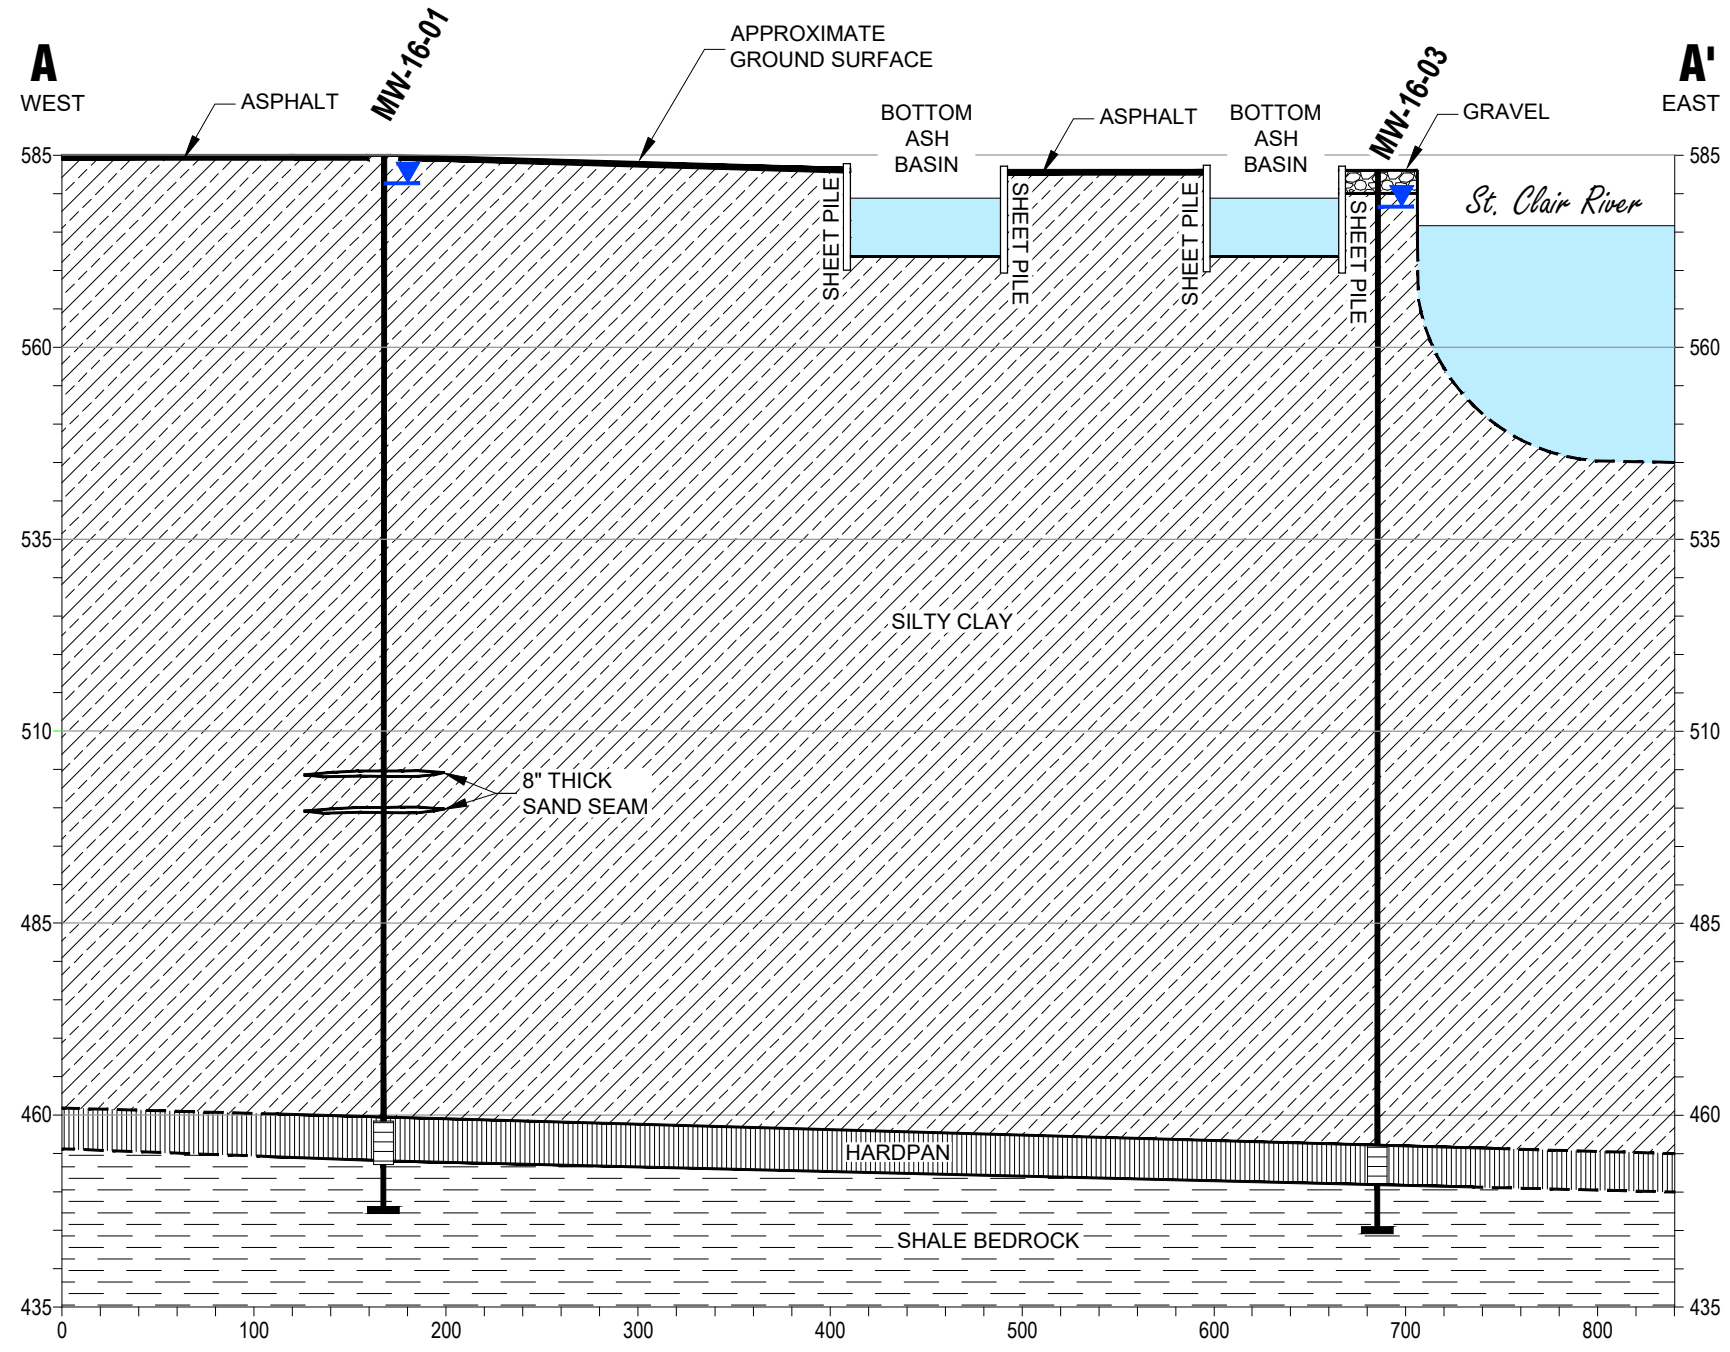 A
WEST
ASPHALT
MW-16-01
APPROXIMATE
GROUND SURFACE
BOTTOM
ASH
BASIN
ASPHALT
BOTTOM
ASH
BASIN
MW-16-03
GRAVEL
A'
EAST
585
585
SHEET PILE
SHEET PILE
SHEET PILE
SHEET PILE
St. Clair River
560
560
535
535
SILTY CLAY
510
510
8" THICK
SAND SEAM
485
485
460
460
HARDPAN
SHALE BEDROCK
435
435
0 100 200 300 400 500 600 700 800